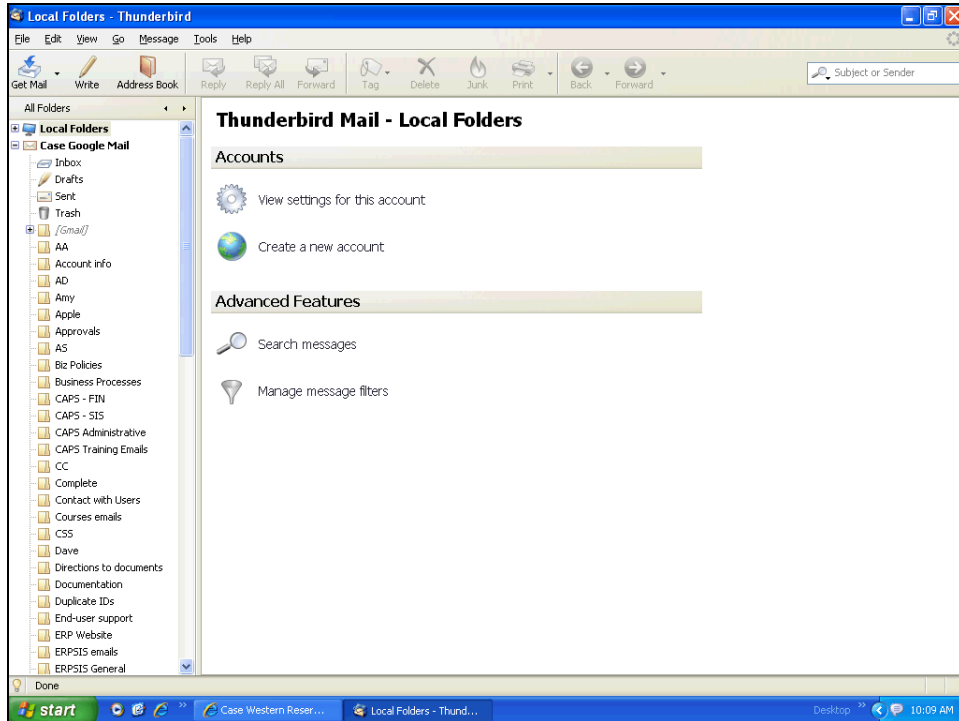 Local Folders - Thunderbird
File Edit View Go Message Tools Help
Get Mail Write Address Book Reply Reply All Forward Tag Delete Junk Print Back Forward Subject or Sender
All Folders
Local Folders
Case Google Mail
Inbox
Drafts
Sent
Trash
[Gmail]
AA
Account info
AD
Amy
Apple
Approvals
AS
Biz Policies
Business Processes
CAPS - FIN
CAPS - SIS
CAPS Administrative
CAPS Training Emails
CC
Complete
Contact with Users
Courses emails
CSS
Dave
Directions to documents
Documentation
Duplicate IDs
End-user support
ERP Website
ERPSIS emails
ERPSIS General
Thunderbird Mail - Local Folders
Accounts
View settings for this account
Create a new account
Advanced Features
Search messages
Manage message filters
Done
start Case Western Reser... Local Folders - Thund... Desktop 10:09 AM